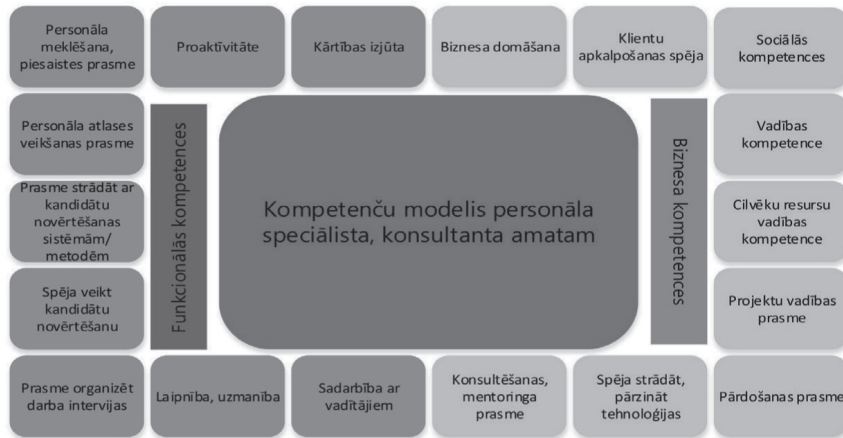 Personāla
meklēšana,
piesaistes prasme
Proaktīvitāte
Kārtības izjūta
Biznesa domāšana
Klientu
apkalpošanas spēja
Sociālās
kompetences
Personāla atlases
veikšanas prasme
Funkcionālās kompetences
Kompetenču modelis personāla
speciālista, konsultanta amatam
Biznesa kompetences
Vadības
kompetence
Prasme strādāt ar
kandidātu
novērtēšanas
sistēmām/
metodēm
Cilvēku resursu
vadības
kompetence
Spēja veikt
kandidātu
novērtēšanu
Projektu vadības
prasme
Prasme organizēt
darba intervijas
Laipnība, uzmanība
Sadarbība ar
vadītājiem
Konsultēšanas,
mentoringa
prasme
Spēja strādāt,
pārzināt
tehnoloģijas
Pārdošanas prasme